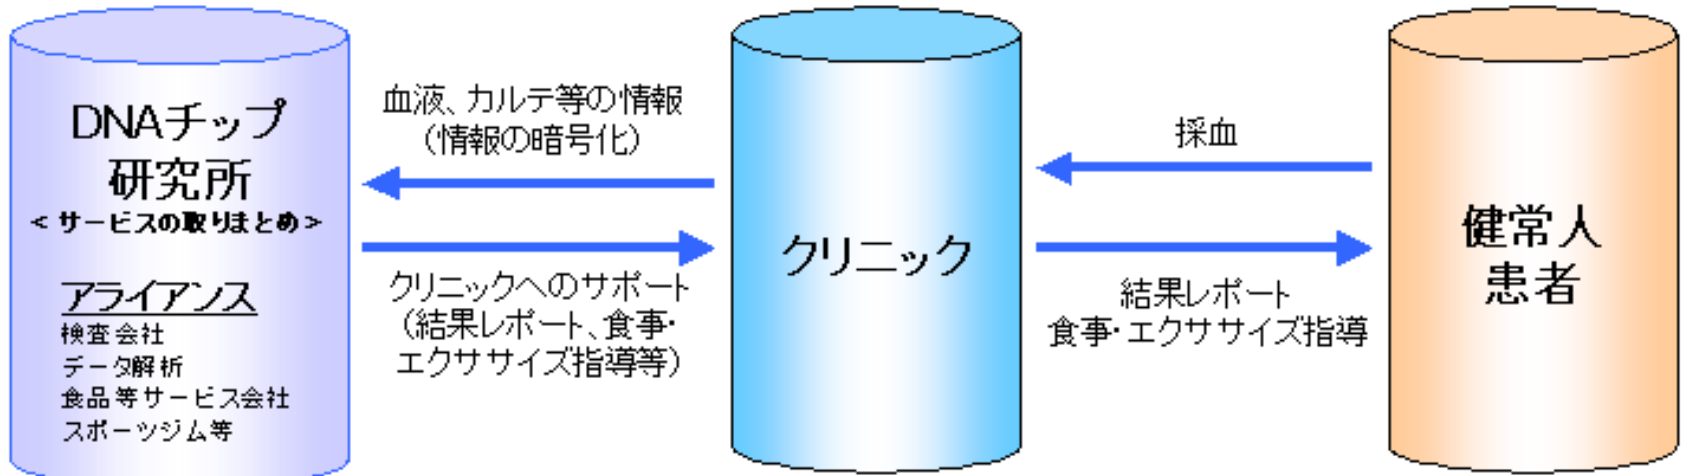 DNAチップ
研究所
<サービスの取りまとめ>
アライアンス
検査会社
データ解析
食品等サービス会社
スポーツジム等
血液、カルテ等の情報
(情報の暗号化)
クリニックへのサポート
(結果レポート、食事・
エクササイズ指導等)
クリニック
採血
結果レポート
食事・エクササイズ指導
健常人
患者